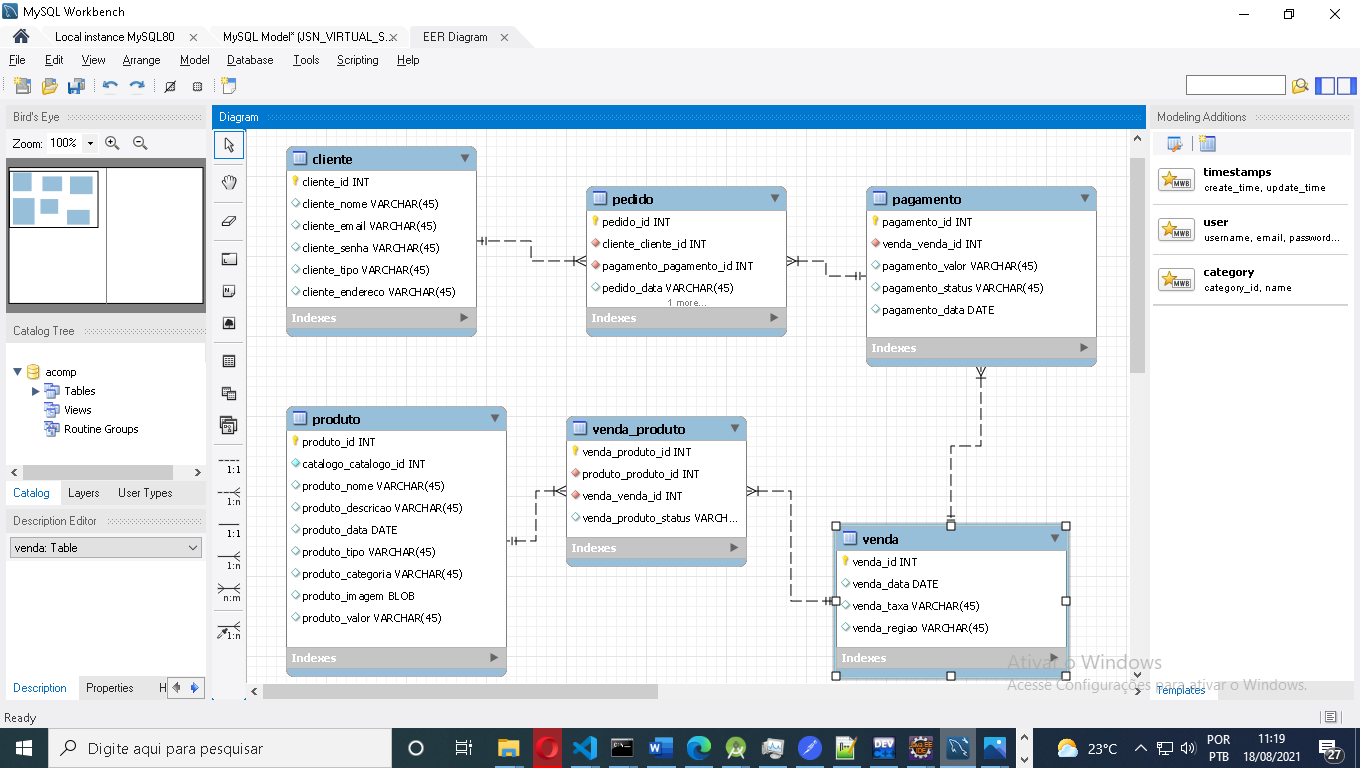 MySQL Workbench
Local instance MySQL80
MySQL Model* (JSN_VIRTUAL_S...
EER Diagram
File Edit View Arrange Model Database Tools Scripting Help
Bird's Eye
Zoom: 100%
Catalog Tree
acomp
Tables
Views
Routine Groups
Catalog Layers User Types
Description Editor
venda: Table
Description Properties H
Ready
Diagram
1:1
1:n
1:1
1:n
n:m
1:n
cliente
cliente_id INT
cliente_nome VARCHAR(45)
cliente_email VARCHAR(45)
cliente_senha VARCHAR(45)
cliente_tipo VARCHAR(45)
cliente_endereco VARCHAR(45)
Indexes
pedido
pedido_id INT
cliente_cliente_id INT
pagamento_pagamento_id INT
pedido_data VARCHAR(45)
1 more...
Indexes
pagamento
pagamento_id INT
venda_venda_id INT
pagamento_valor VARCHAR(45)
pagamento_status VARCHAR(45)
pagamento_data DATE
Indexes
produto
produto_id INT
catalogo_catalogo_id INT
produto_nome VARCHAR(45)
produto_descricao VARCHAR(45)
produto_data DATE
produto_tipo VARCHAR(45)
produto_categoria VARCHAR(45)
produto_imagem BLOB
produto_valor VARCHAR(45)
Indexes
venda_produto
venda_produto_id INT
produto_produto_id INT
venda_venda_id INT
venda_produto_status VARCH...
Indexes
venda
venda_id INT
venda_data DATE
venda_taxa VARCHAR(45)
venda_regiao VARCHAR(45)
Indexes
Modeling Additions
MWB
timestamps
create_time, update_time
MWB
user
username, email, password...
MWB
category
category_id, name
Templates
Ativar o Windows
Acesse Configurações para ativar o Windows.
Digite aqui para pesquisar
DEV
23°C
POR
PTB
11:19
18/08/2021
27